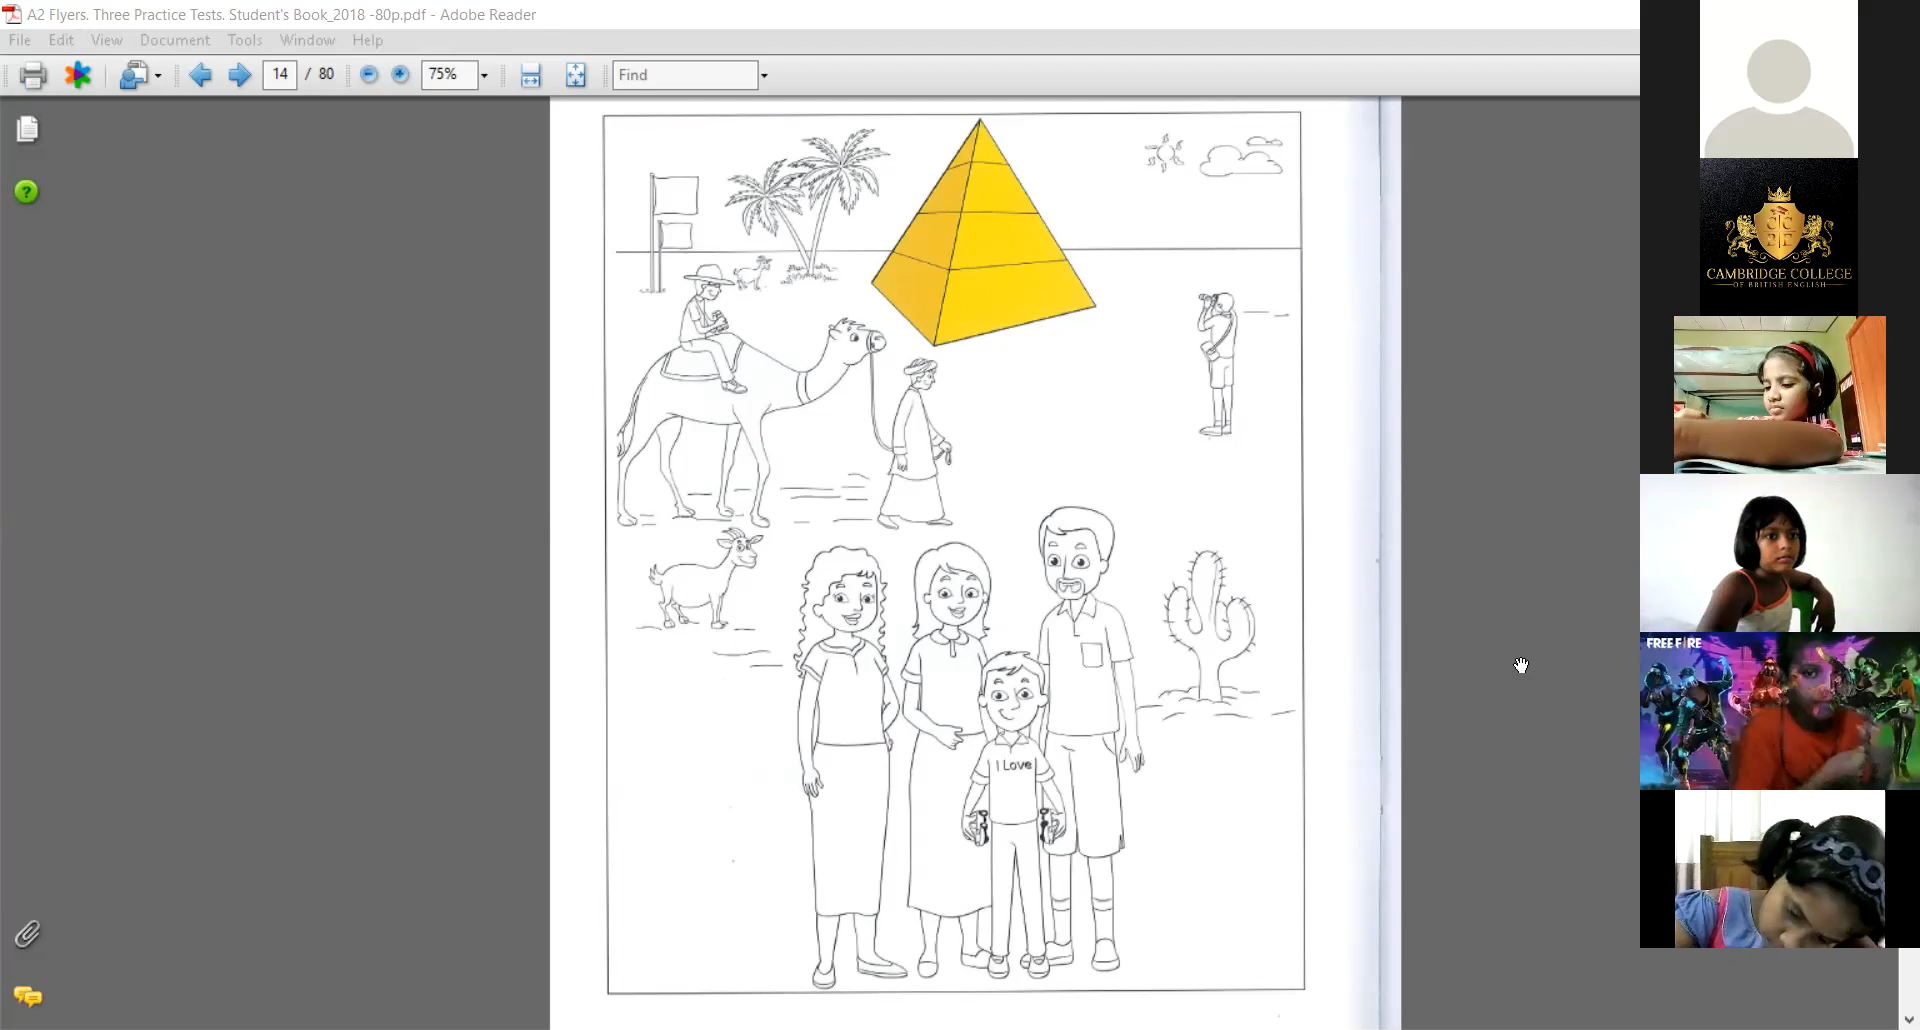 A2 Flyers. Three Practice Tests. Student's Book_2018 -80p.pdf - Adobe Reader
File Edit View Document Tools Window Help
14 / 80 75% Find
I Love
CAMBRIDGE COLLEGE
OF BRITISH ENGLISH
FREE FIRE